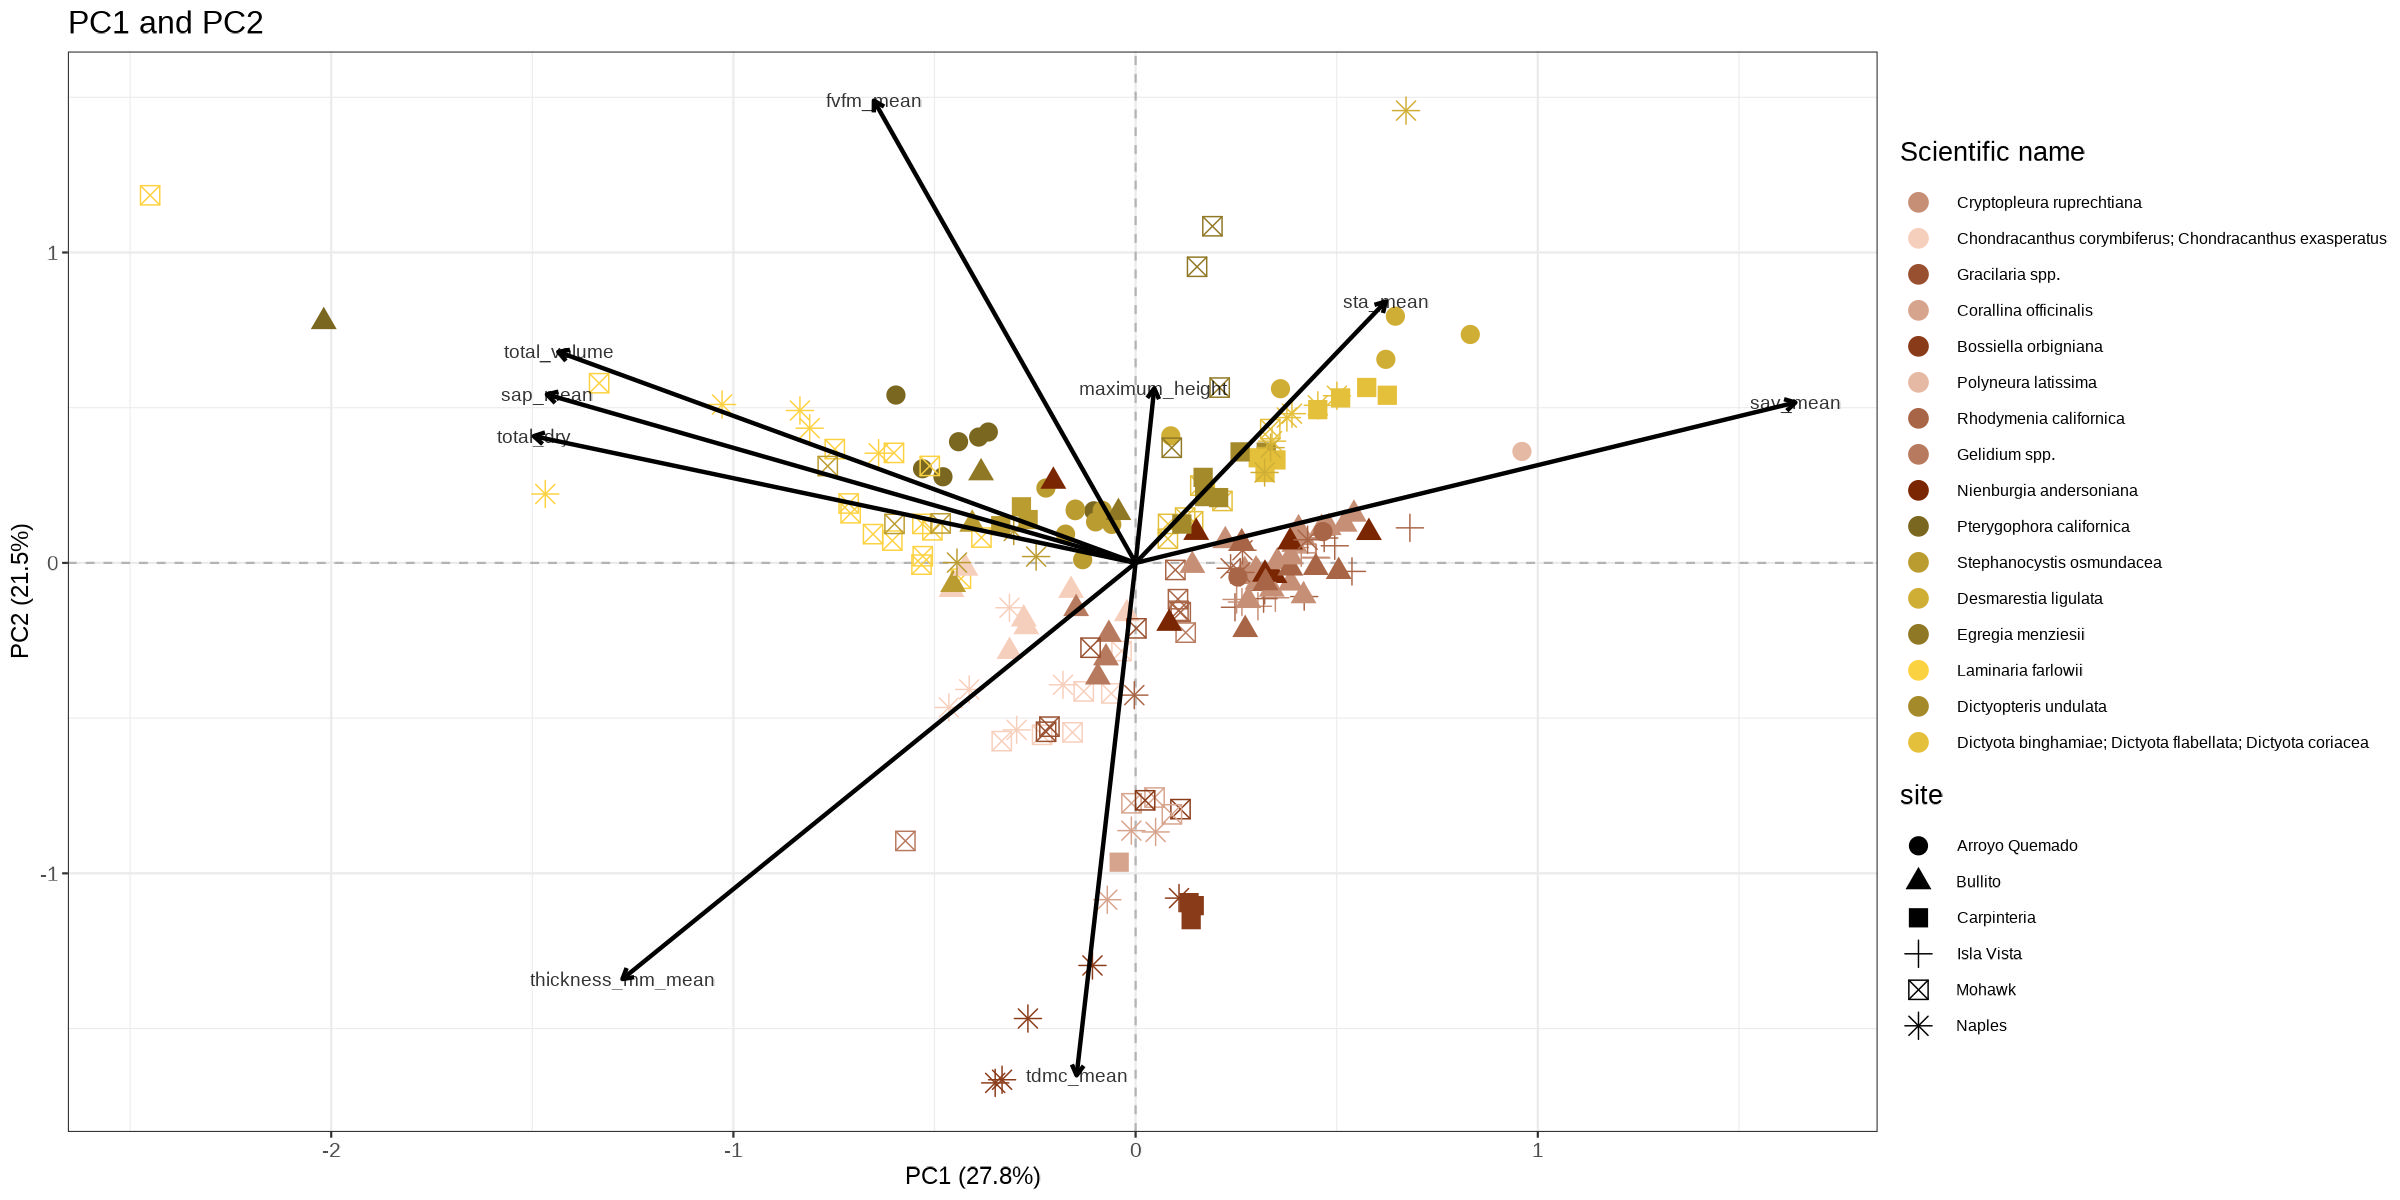 PC1 and PC2
fvfm_mean
sta_mean
total_volume
maximum_height
sap_mean
sav_mean
total_dry
thickness_mm_mean
tdmc_mean
PC2 (21.5%)
1
0
-1
-2
-1
0
1
PC1 (27.8%)
Scientific name
Cryptopleura ruprechtiana
Chondracanthus corymbiferus; Chondracanthus exasperatus
Gracilaria spp.
Corallina officinalis
Bossiella orbigniana
Polyneura latissima
Rhodymenia californica
Gelidium spp.
Nienburgia andersoniana
Pterygophora californica
Stephanocystis osmundacea
Desmarestia ligulata
Egregia menziesii
Laminaria farlowii
Dictyopteris undulata
Dictyota binghamiae; Dictyota flabellata; Dictyota coriacea
site
Arroyo Quemado
Bullito
Carpinteria
Isla Vista
Mohawk
Naples